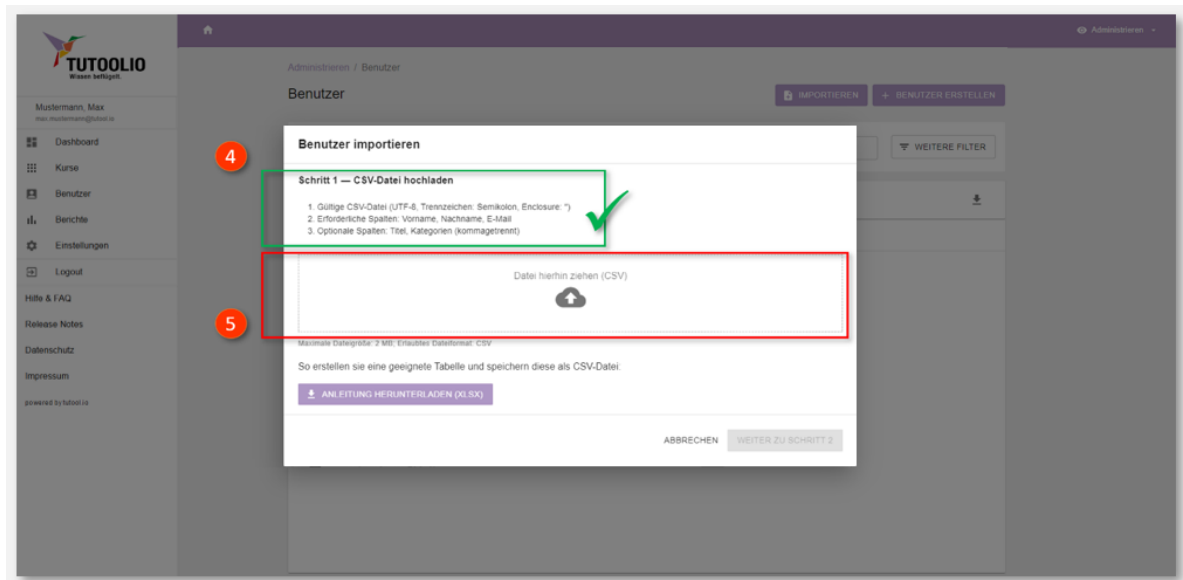 TUTOOLIO
Wissen beflügelt.
Administrieren
Mustermann, Max
max.mustermann@tutool.io
Dashboard
Kurse
Benutzer
Berichte
Einstellungen
Logout
Hilfe & FAQ
Release Notes
Datenschutz
Impressum
powered by tutool.io
Administrieren / Benutzer
Benutzer
IMPORTIEREN
+ BENUTZER ERSTELLEN
WEITERE FILTER
4
Benutzer importieren
Schritt 1 — CSV-Datei hochladen
1. Gültige CSV-Datei (UTF-8, Trennzeichen: Semikolon, Enclosure: ")
2. Erforderliche Spalten: Vorname, Nachname, E-Mail
3. Optionale Spalten: Titel, Kategorien (kommagetrennt)
5
Datei hierhin ziehen (CSV)
Maximale Dateigröße: 2 MB; Erlaubtes Dateiformat: CSV
So erstellen sie eine geeignete Tabelle und speichern diese als CSV-Datei:
ANLEITUNG HERUNTERLADEN (XLSX)
ABBRECHEN
WEITER ZU SCHRITT 2